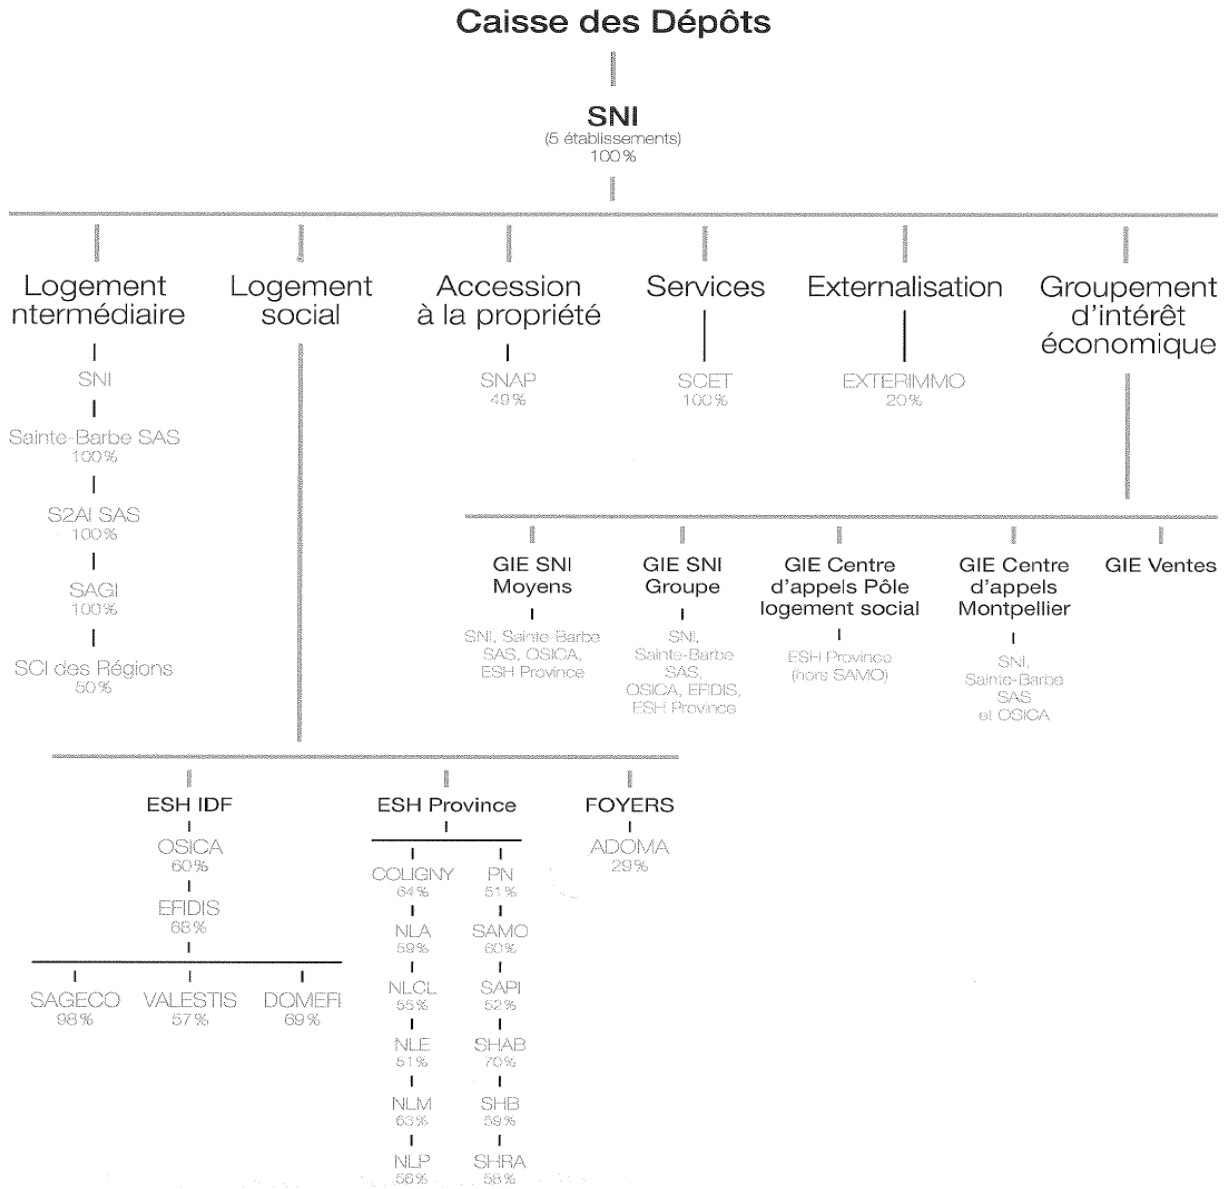 Caisse des Dépôts
SNI
(5 établissements)
100%
Logement
ntermédiaire
SNI
Sainte-Barbe SAS
100%
S2AI SAS
100%
SAGI
100%
SCI des Régions
50%
Logement
social
Accession
à la propriété
SNAP
49%
Services
SCET
100%
Externalisation
EXTERIMMO
20%
Groupement
d'intérêt
économique
GIE SNI
Moyens
SNI, Sainte-Barbe
SAS, OSICA,
ESH Province
GIE SNI
Groupe
SNI,
Sainte-Barbe
SAS,
OSICA, EFIDIS,
ESH Province
GIE Centre
d'appels Pôle
logement social
ESH Province
(hors SAMO)
GIE Centre
d'appels
Montpellier
SNI,
Sainte-Barbe
SAS
et OSICA
GIE Ventes
ESH IDF
OSICA
60%
EFIDIS
68%
SAGECO
98%
VALESTIS
57%
DOMEFI
69%
ESH Province
COLIGNY
64%
NLA
59%
NLCL
55%
NLE
51%
NLM
63%
NLP
56%
PN
51%
SAMO
60%
SAPI
52%
SHAB
70%
SHB
59%
SHRA
58%
FOYERS
ADOMA
29%